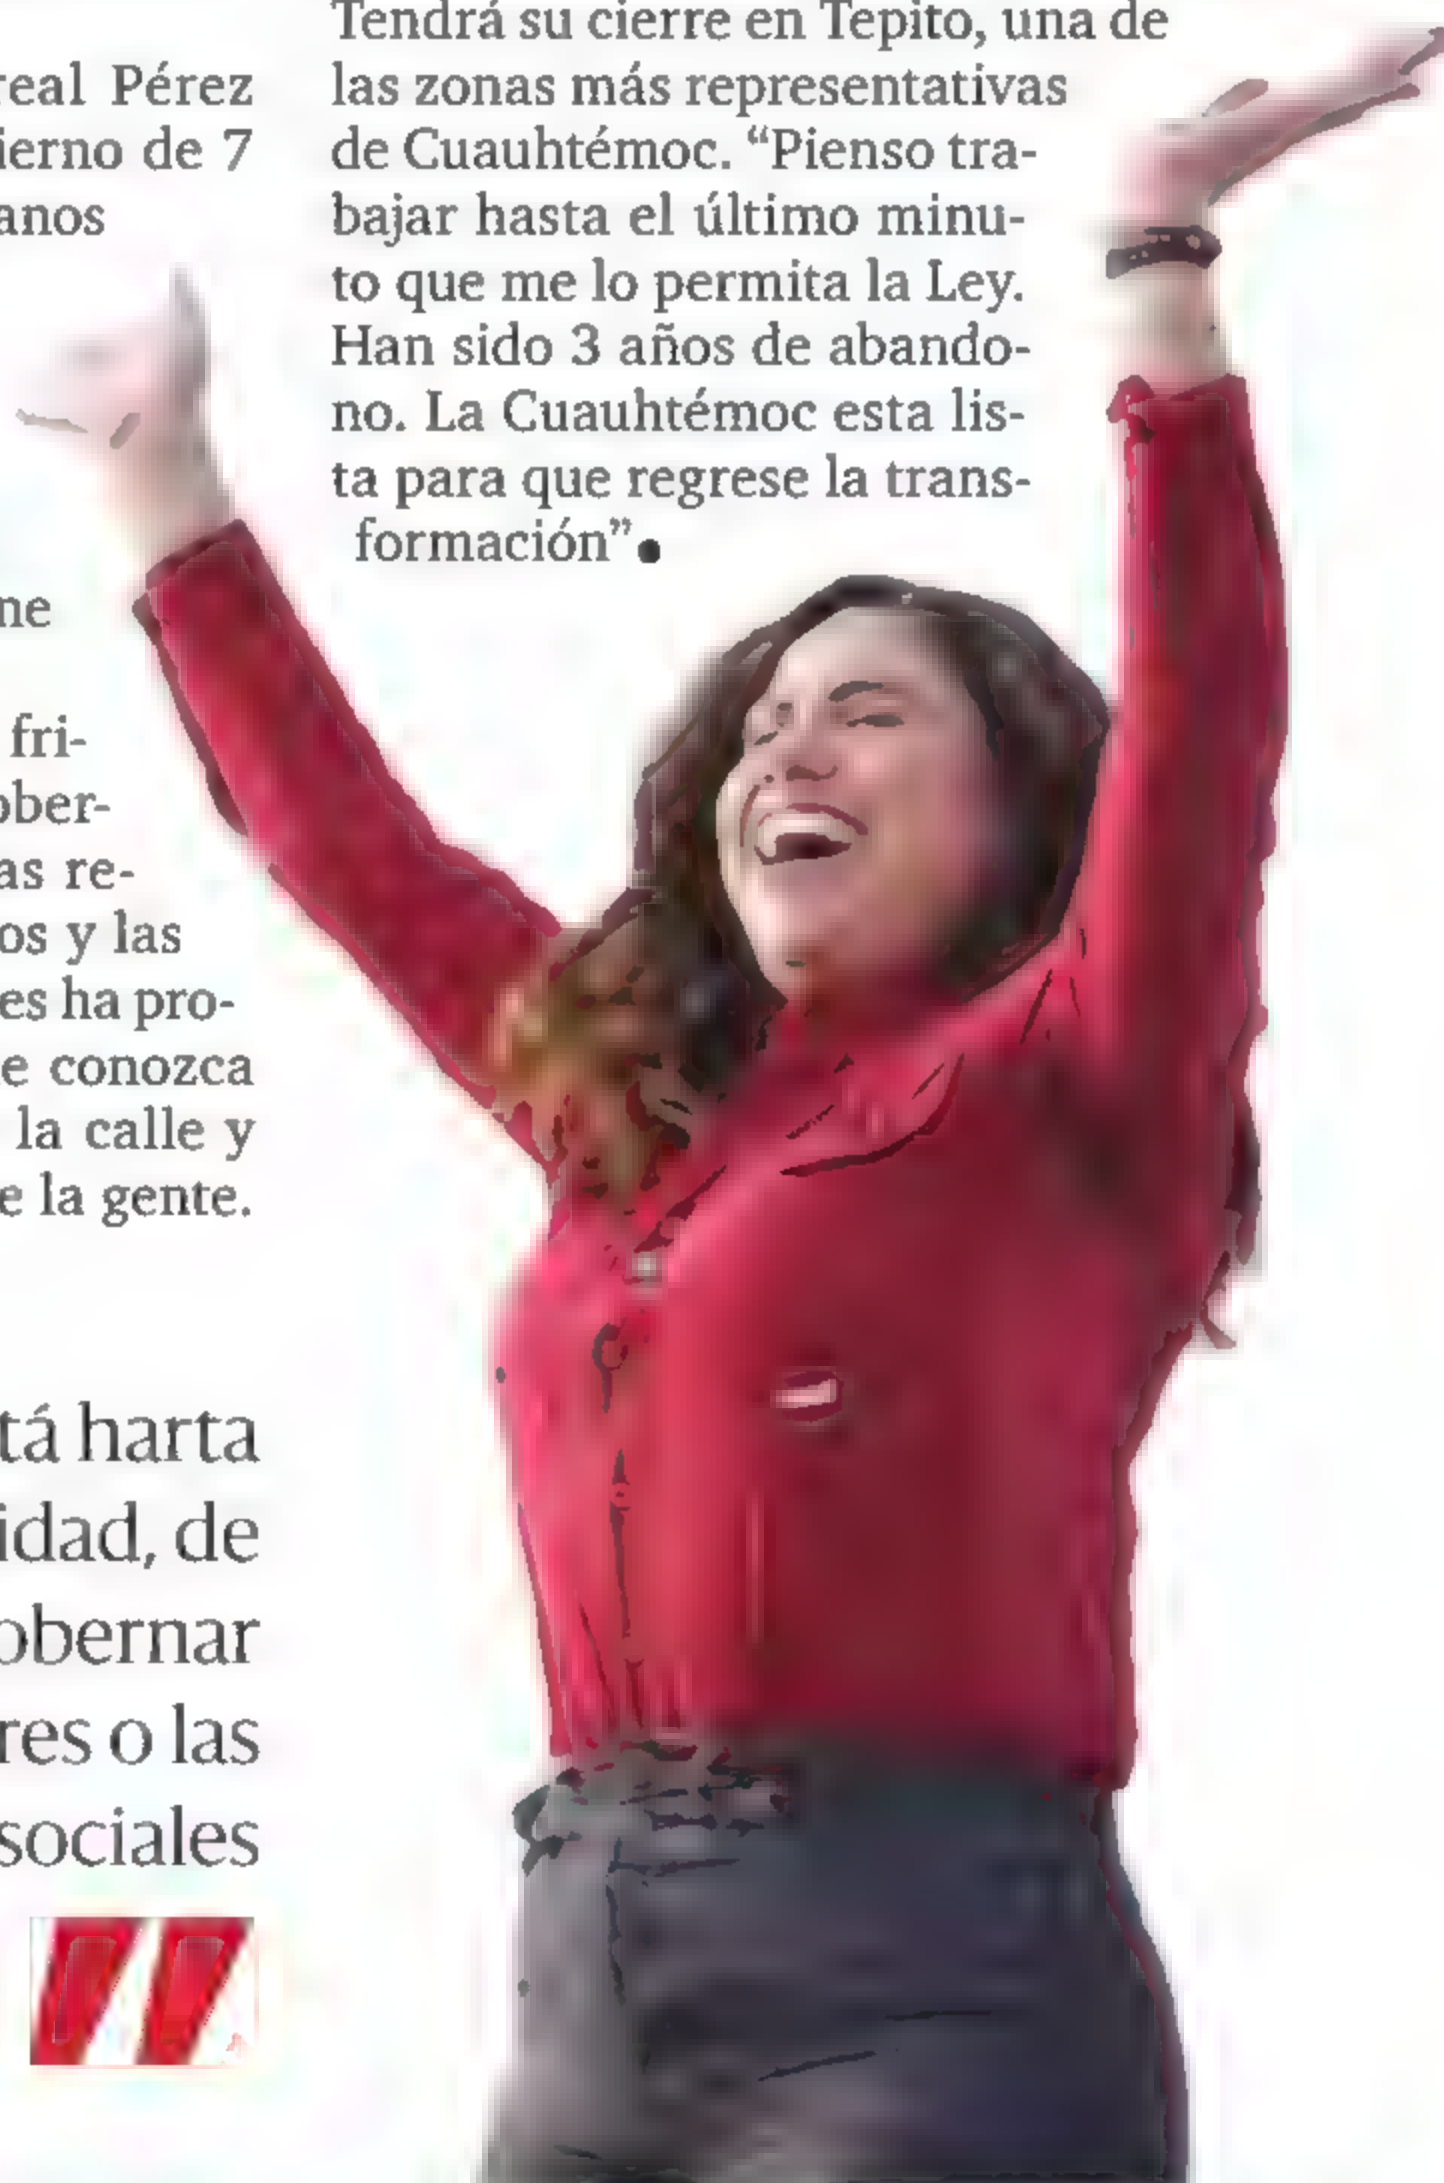 real Pérez
ierno de 7
anos
ne
fri-
ober-
as re-
os y las
es ha pro-
e conozca
la calle y
e la gente.
tá harta
idad, de
obernar
res o las
sociales
Tendrá su cierre en Tepito, una de
las zonas más representativas
de Cuauhtémoc. “Pienso tra-
bajar hasta el último minu-
to que me lo permita la Ley.
Han sido 3 años de abando-
no. La Cuauhtémoc esta lis-
ta para que regrese la trans-
formación”●